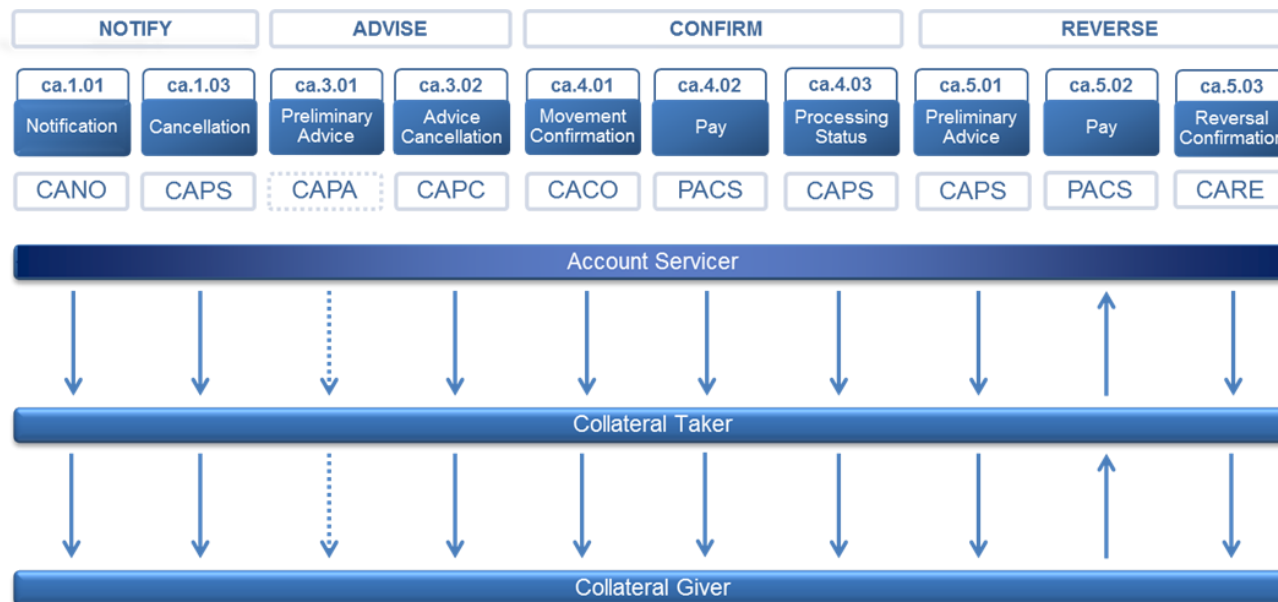 NOTIFY ADVISE CONFIRM REVERSE
ca.1.01 ca.1.03 ca.3.01 ca.3.02 ca.4.01 ca.4.02 ca.4.03 ca.5.01 ca.5.02 ca.5.03
Notification Cancellation Preliminary Advice Advice Cancellation Movement Confirmation Pay Processing Status Preliminary Advice Pay Reversal Confirmation
CANO CAPS CAPA CAPC CACO PACS CAPS CAPS PACS CARE
Account Servicer
Collateral Taker
Collateral Giver